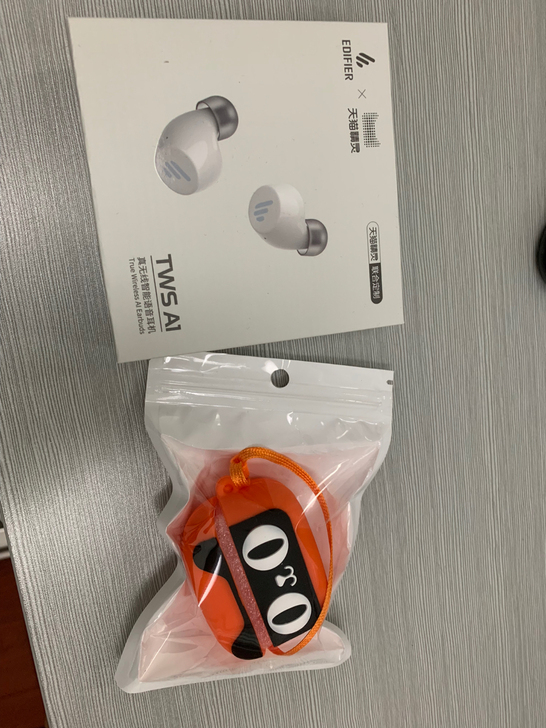 EDIFIER
×
天猫精灵
天猫精灵 联合定制
TWS A1
真无线智能语音耳机
True Wireless AI Earbuds